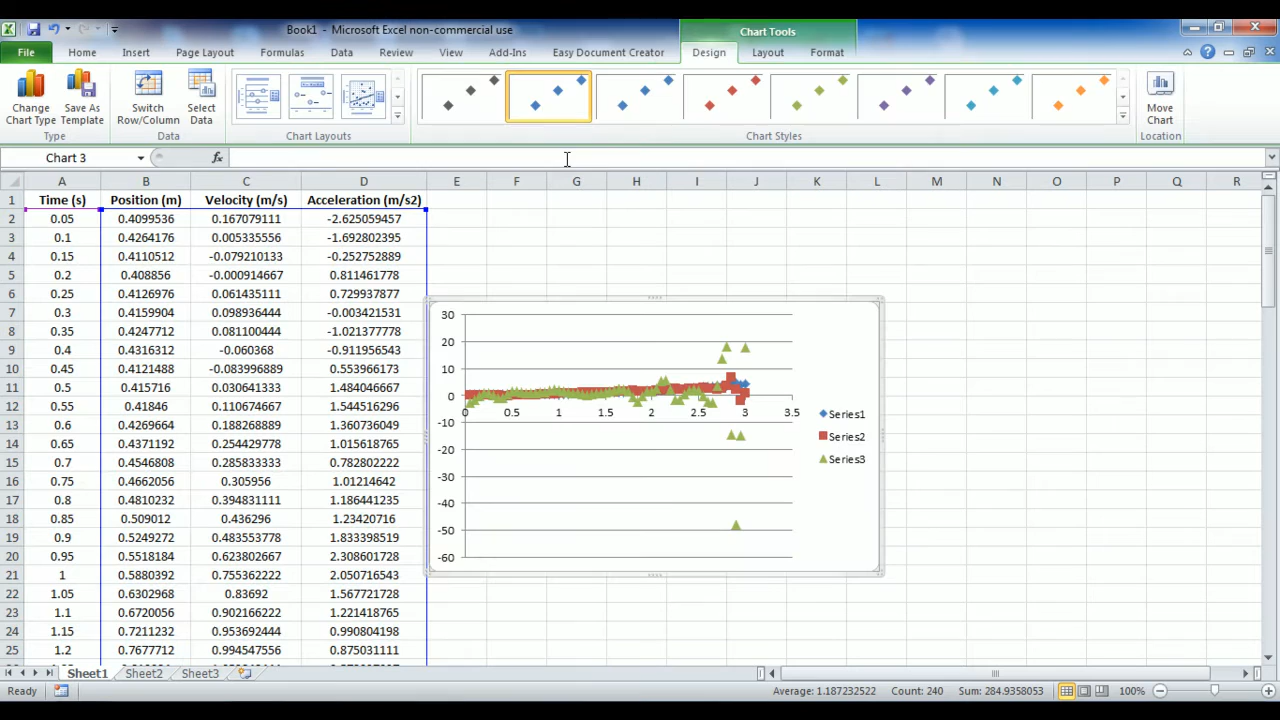 Book1 - Microsoft Excel non-commercial use
Chart Tools
File Home Insert Page Layout Formulas Data Review View Add-Ins Easy Document Creator Design Layout Format
Change Chart Type
Save As Template
Switch Row/Column
Select Data
Move Chart
Type Data Chart Layouts Chart Styles Location
Chart 3 fx
A B C D E F G H I J K L M N O P Q R
1 Time (s) Position (m) Velocity (m/s) Acceleration (m/s2)
2 0.05 0.4099536 0.167079111 -2.625059457
3 0.1 0.4264176 0.005335556 -1.692802395
4 0.15 0.4110512 -0.079210133 -0.252752889
5 0.2 0.408856 -0.000914667 0.811461778
6 0.25 0.4126976 0.061435111 0.729937877
7 0.3 0.4159904 0.098936444 -0.003421531
8 0.35 0.4247712 0.081100444 -1.021377778
9 0.4 0.4316312 -0.060368 -0.911956543
10 0.45 0.4121488 -0.083996889 0.553966173
11 0.5 0.415716 0.030641333 1.484046667
12 0.55 0.41846 0.110674667 1.544516296
13 0.6 0.4269664 0.188268889 1.360736049
14 0.65 0.4371192 0.254429778 1.015618765
15 0.7 0.4546808 0.285833333 0.782802222
16 0.75 0.4662056 0.305956 1.01214642
17 0.8 0.4810232 0.394831111 1.186441235
18 0.85 0.509012 0.436296 1.23420716
19 0.9 0.5249272 0.483553778 1.833398519
20 0.95 0.5518184 0.623802667 2.308601728
21 1 0.5880392 0.755362222 2.050716543
22 1.05 0.6302968 0.83692 1.567721728
23 1.1 0.6720056 0.902166222 1.221418765
24 1.15 0.7211232 0.953692444 0.990804198
25 1.2 0.7677712 0.994547556 0.875031111
30
20
10
0
-10
-20
-30
-40
-50
-60
0 0.5 1 1.5 2 2.5 3 3.5
Series1
Series2
Series3
Sheet1 Sheet2 Sheet3
Ready Average: 1.187232522 Count: 240 Sum: 284.9358053 100%